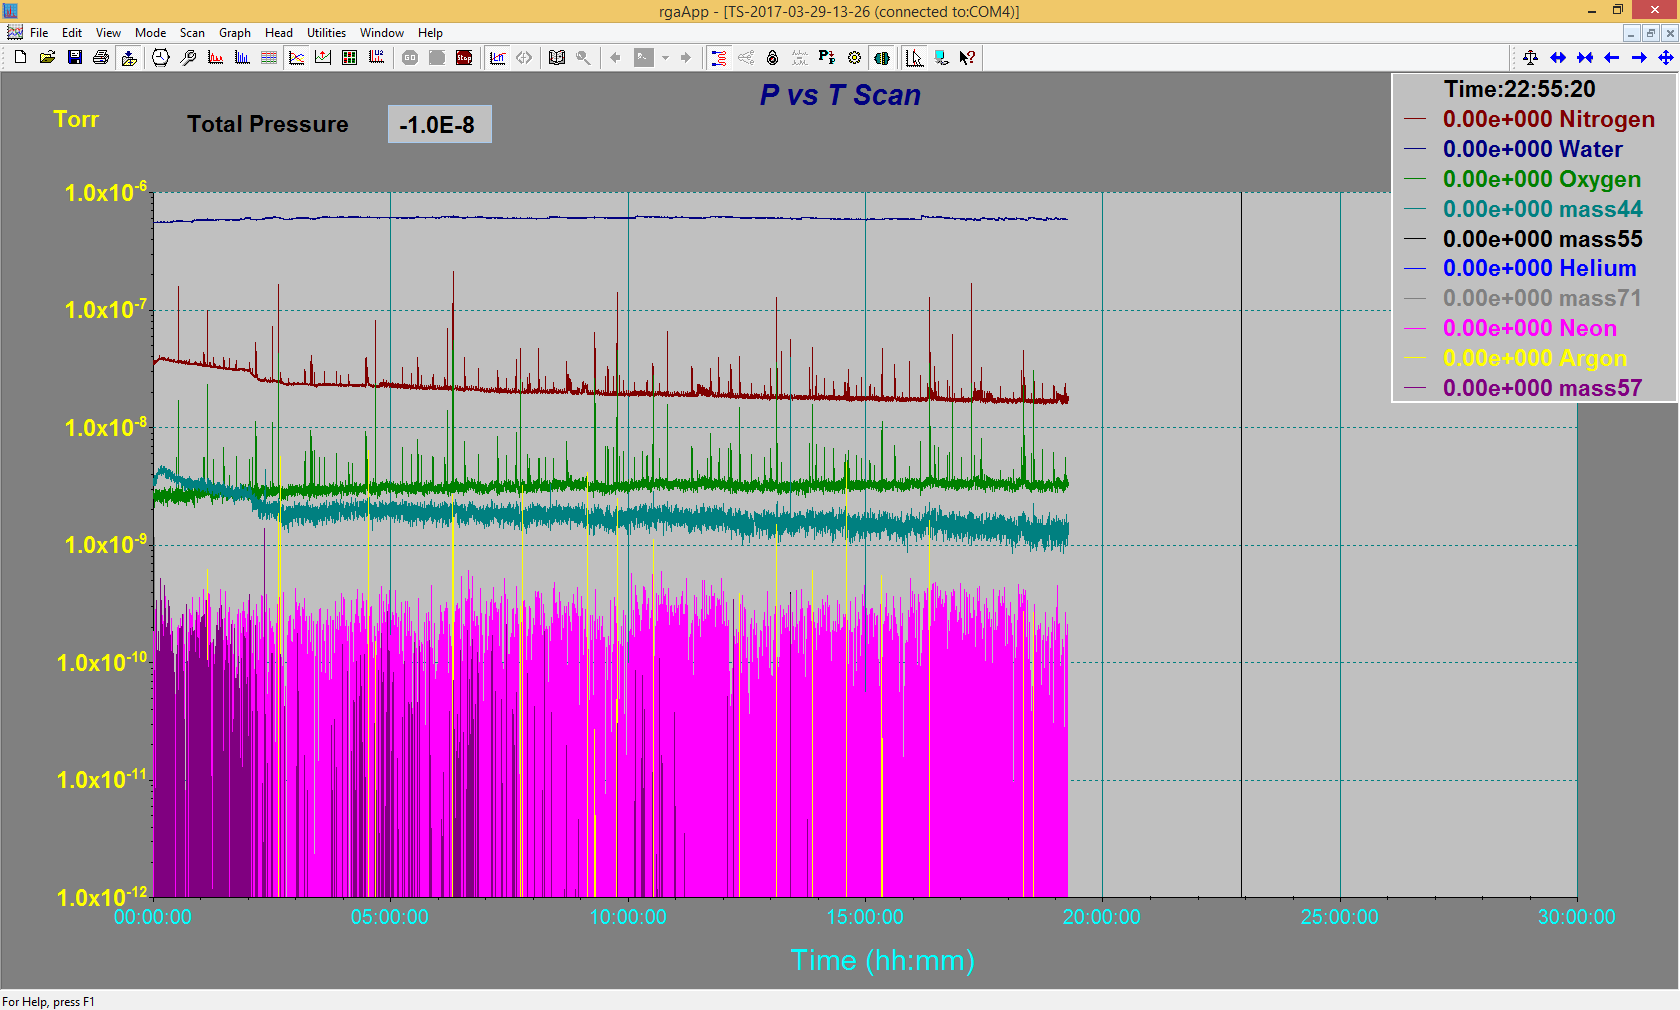 rgaApp - [TS-2017-03-29-13-26 (connected to:COM4)]
File Edit View Mode Scan Graph Head Utilities Window Help
GO Stop
P vs T Scan
Torr
Total Pressure
-1.0E-8
Time:22:55:20
0.00e+000 Nitrogen
0.00e+000 Water
0.00e+000 Oxygen
0.00e+000 mass44
0.00e+000 mass55
0.00e+000 Helium
0.00e+000 mass71
0.00e+000 Neon
0.00e+000 Argon
0.00e+000 mass57
1.0x10-6
1.0x10-7
1.0x10-8
1.0x10-9
1.0x10-10
1.0x10-11
1.0x10-12
00:00:00 05:00:00 10:00:00 15:00:00 20:00:00 25:00:00 30:00:00
Time (hh:mm)
For Help, press F1